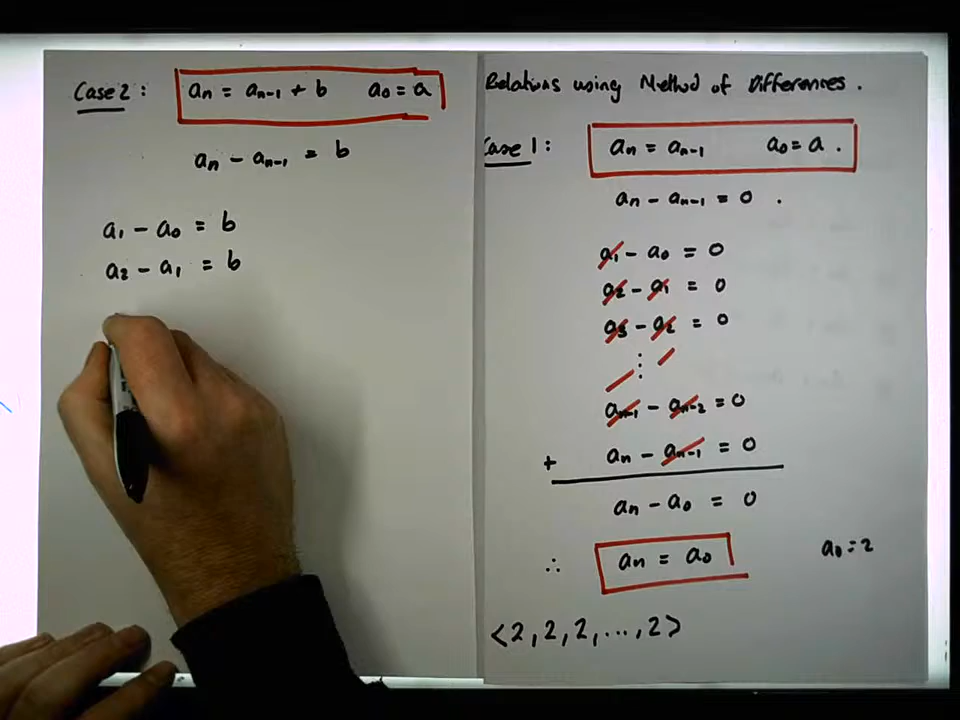 Case 2 : aₙ = aₙ₋₁ + b a₀ = a
aₙ - aₙ₋₁ = b
a₁ - a₀ = b
a₂ - a₁ = b
Relations using Method of Differences .
Case 1 : aₙ = aₙ₋₁ a₀ = a .
aₙ - aₙ₋₁ = 0 .
a₁ - a₀ = 0
a₂ - a₁ = 0
a₃ - a₂ = 0
⋮
aₙ₋₁ - aₙ₋₂ = 0
+ aₙ - aₙ₋₁ = 0
aₙ - a₀ = 0
∴ aₙ = a₀ a₀ = 2
<2, 2, 2, ..., 2>